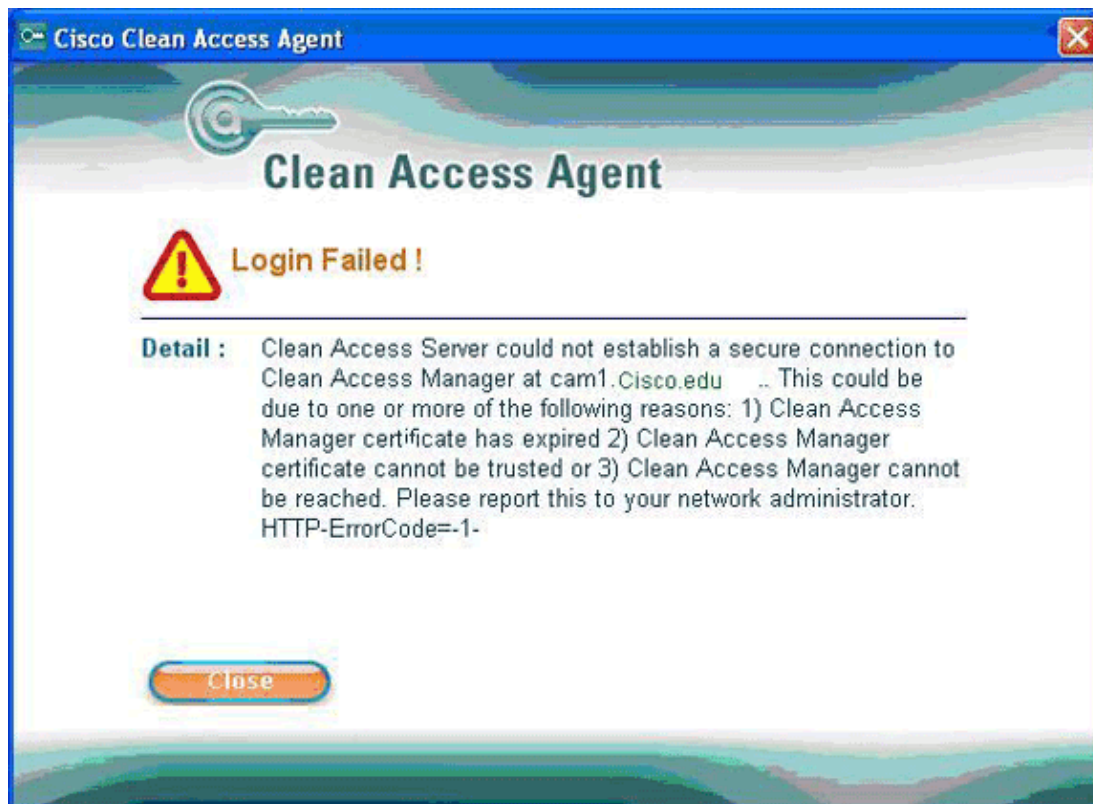 Cisco Clean Access Agent
Clean Access Agent
Login Failed !
Detail : Clean Access Server could not establish a secure connection to
Clean Access Manager at cam1.Cisco.edu .. This could be
due to one or more of the following reasons: 1) Clean Access
Manager certificate has expired 2) Clean Access Manager
certificate cannot be trusted or 3) Clean Access Manager cannot
be reached. Please report this to your network administrator.
HTTP-ErrorCode=-1-
Close